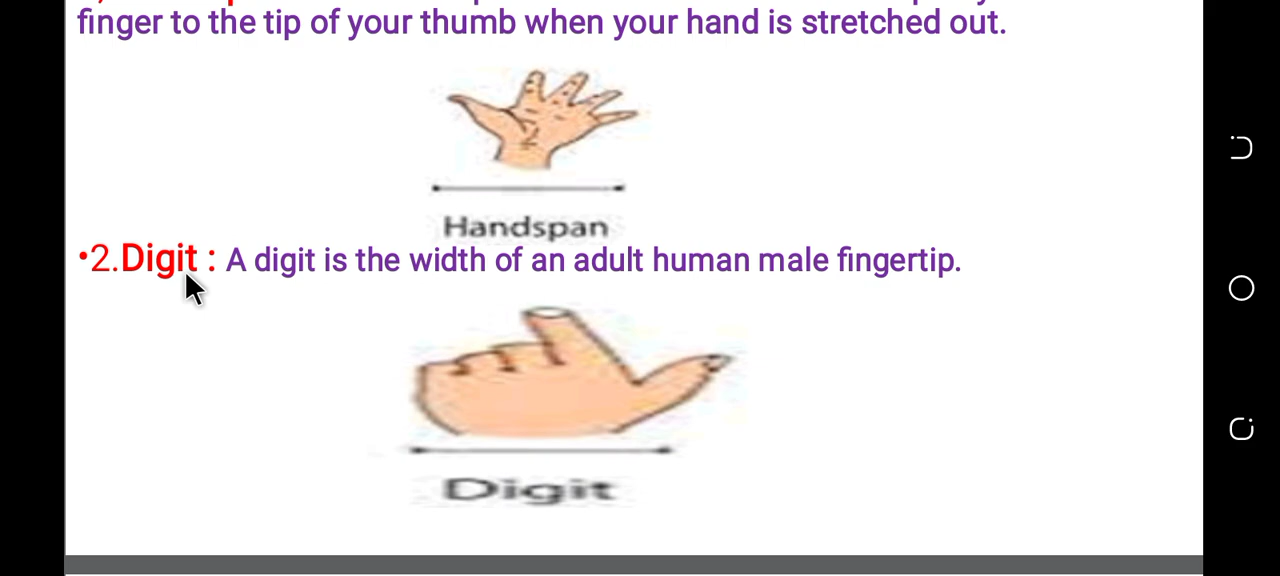 finger to the tip of your thumb when your hand is stretched out.
Handspan
•2.Digit : A digit is the width of an adult human male fingertip.
Digit